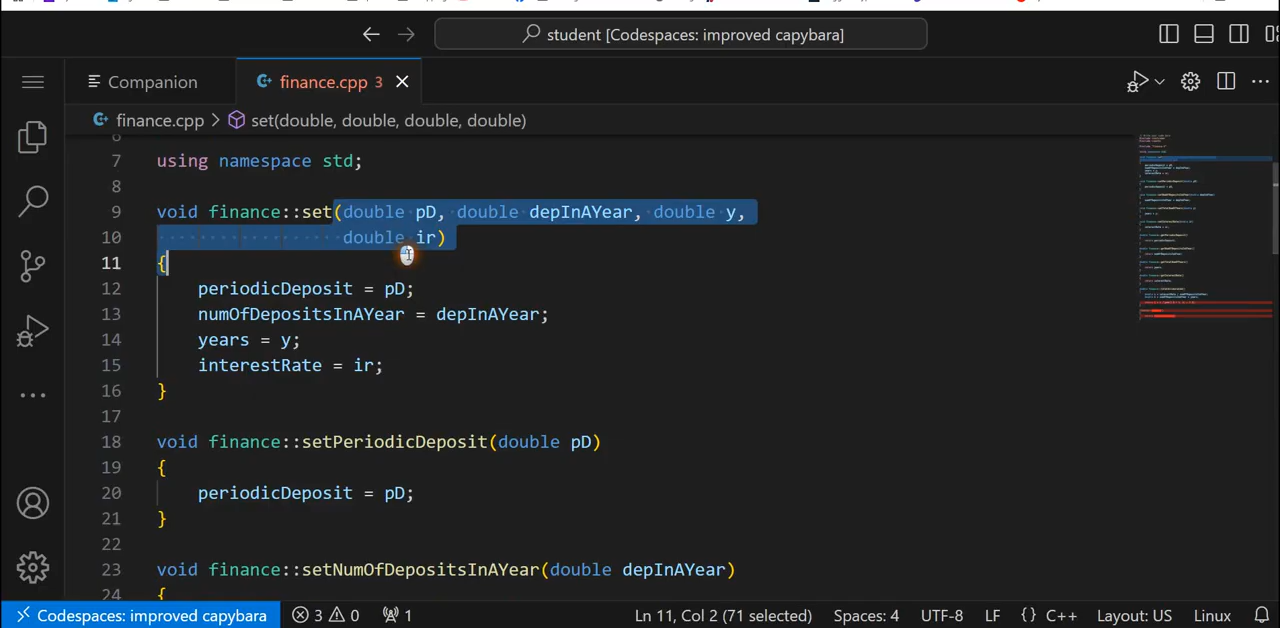 student [Codespaces: improved capybara]
Companion
finance.cpp 3
finance.cpp > set(double, double, double, double)
6
7 using namespace std;
8
9 void finance::set(double pD, double depInAYear, double y,
10 double ir)
11 {
12 periodicDeposit = pD;
13 numOfDepositsInAYear = depInAYear;
14 years = y;
15 interestRate = ir;
16 }
17
18 void finance::setPeriodicDeposit(double pD)
19 {
20 periodicDeposit = pD;
21 }
22
23 void finance::setNumOfDepositsInAYear(double depInAYear)
24 {
Codespaces: improved capybara 3 0 1 Ln 11, Col 2 (71 selected) Spaces: 4 UTF-8 LF {} C++ Layout: US Linux